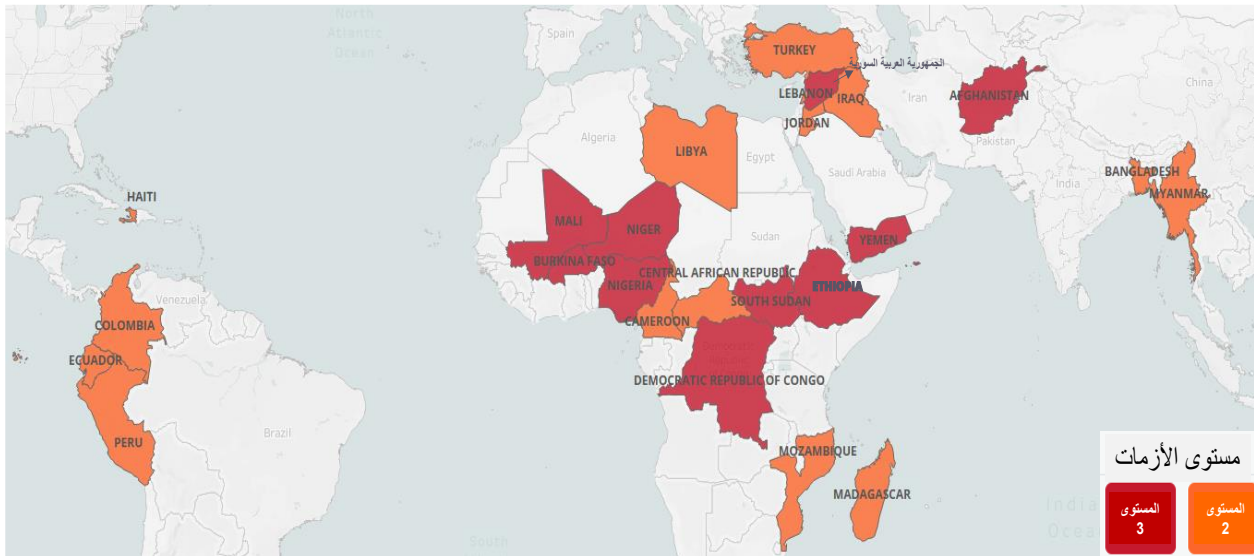 North
Atlantic
Ocean
Spain
TURKEY
الجمهورية العربية السورية
LEBANON
IRAQ
Iran
AFGHANISTAN
China
JORDAN
Pakistan
Algeria
LIBYA
Egypt
Saudi Arabia
India
BANGLADESH
MYANMAR
HAITI
MALI
NIGER
Sudan
YEMEN
BURKINA FASO
CENTRAL AFRICAN REPUBLIC
NIGERIA
ETHIOPIA
SOUTH SUDAN
Venezuela
COLOMBIA
CAMEROON
ECUADOR
DEMOCRATIC REPUBLIC OF CONGO
Brazil
PERU
MOZAMBIQUE
MADAGASCAR
South
مستوى الأزمات
المستوى
3
المستوى
2